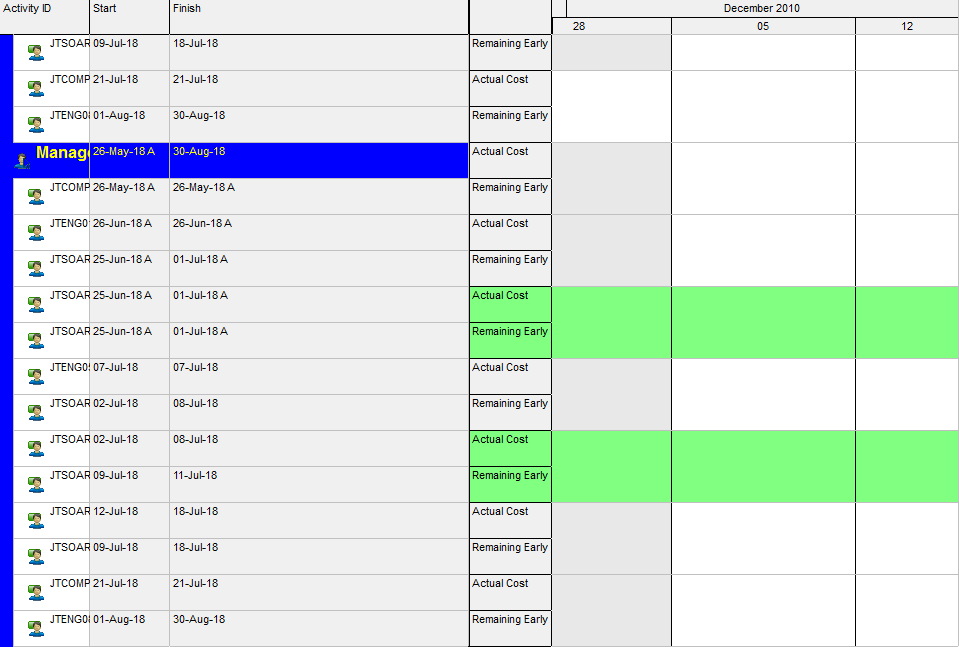 Activity ID Start Finish December 2010
28 05 12
JTSOAR 09-Jul-18 18-Jul-18 Remaining Early
JTCOMP 21-Jul-18 21-Jul-18 Actual Cost
JTENG0 01-Aug-18 30-Aug-18 Remaining Early
Manag 26-May-18 A 30-Aug-18 Actual Cost
JTCOMP 26-May-18 A 26-May-18 A Remaining Early
JTENG0 26-Jun-18 A 26-Jun-18 A Actual Cost
JTSOAR 25-Jun-18 A 01-Jul-18 A Remaining Early
JTSOAR 25-Jun-18 A 01-Jul-18 A Actual Cost
JTSOAR 25-Jun-18 A 01-Jul-18 A Remaining Early
JTENG0 07-Jul-18 07-Jul-18 Actual Cost
JTSOAR 02-Jul-18 08-Jul-18 Remaining Early
JTSOAR 02-Jul-18 08-Jul-18 Actual Cost
JTSOAR 09-Jul-18 11-Jul-18 Remaining Early
JTSOAR 12-Jul-18 18-Jul-18 Actual Cost
JTSOAR 09-Jul-18 18-Jul-18 Remaining Early
JTCOMP 21-Jul-18 21-Jul-18 Actual Cost
JTENG0 01-Aug-18 30-Aug-18 Remaining Early